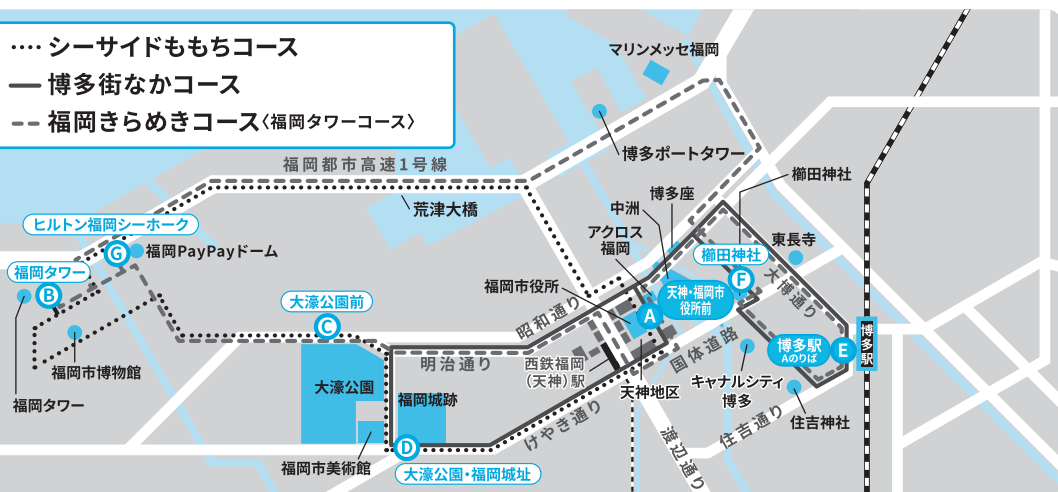 シーサイドももちコース
博多街なかコース
福岡きらめきコース〈福岡タワーコース〉
マリンメッセ福岡
博多ポートタワー
福岡都市高速1号線
荒津大橋
櫛田神社
博多座
中洲
アクロス
福岡
東長寺
ヒルトン福岡シーホーク
G
福岡PayPayドーム
福岡タワー
B
櫛田神社
F
大博通り
福岡市役所
天神・福岡市
役所前
A
大濠公園前
C
昭和通り
博多駅
Aのりば
E
博多駅
明治通り
西鉄福岡
（天神）駅
国体道路
天神地区
キャナルシティ
博多
福岡市博物館
福岡タワー
大濠公園
福岡城跡
けやき通り
渡辺通り
住吉通り
住吉神社
福岡市美術館
D
大濠公園・福岡城址